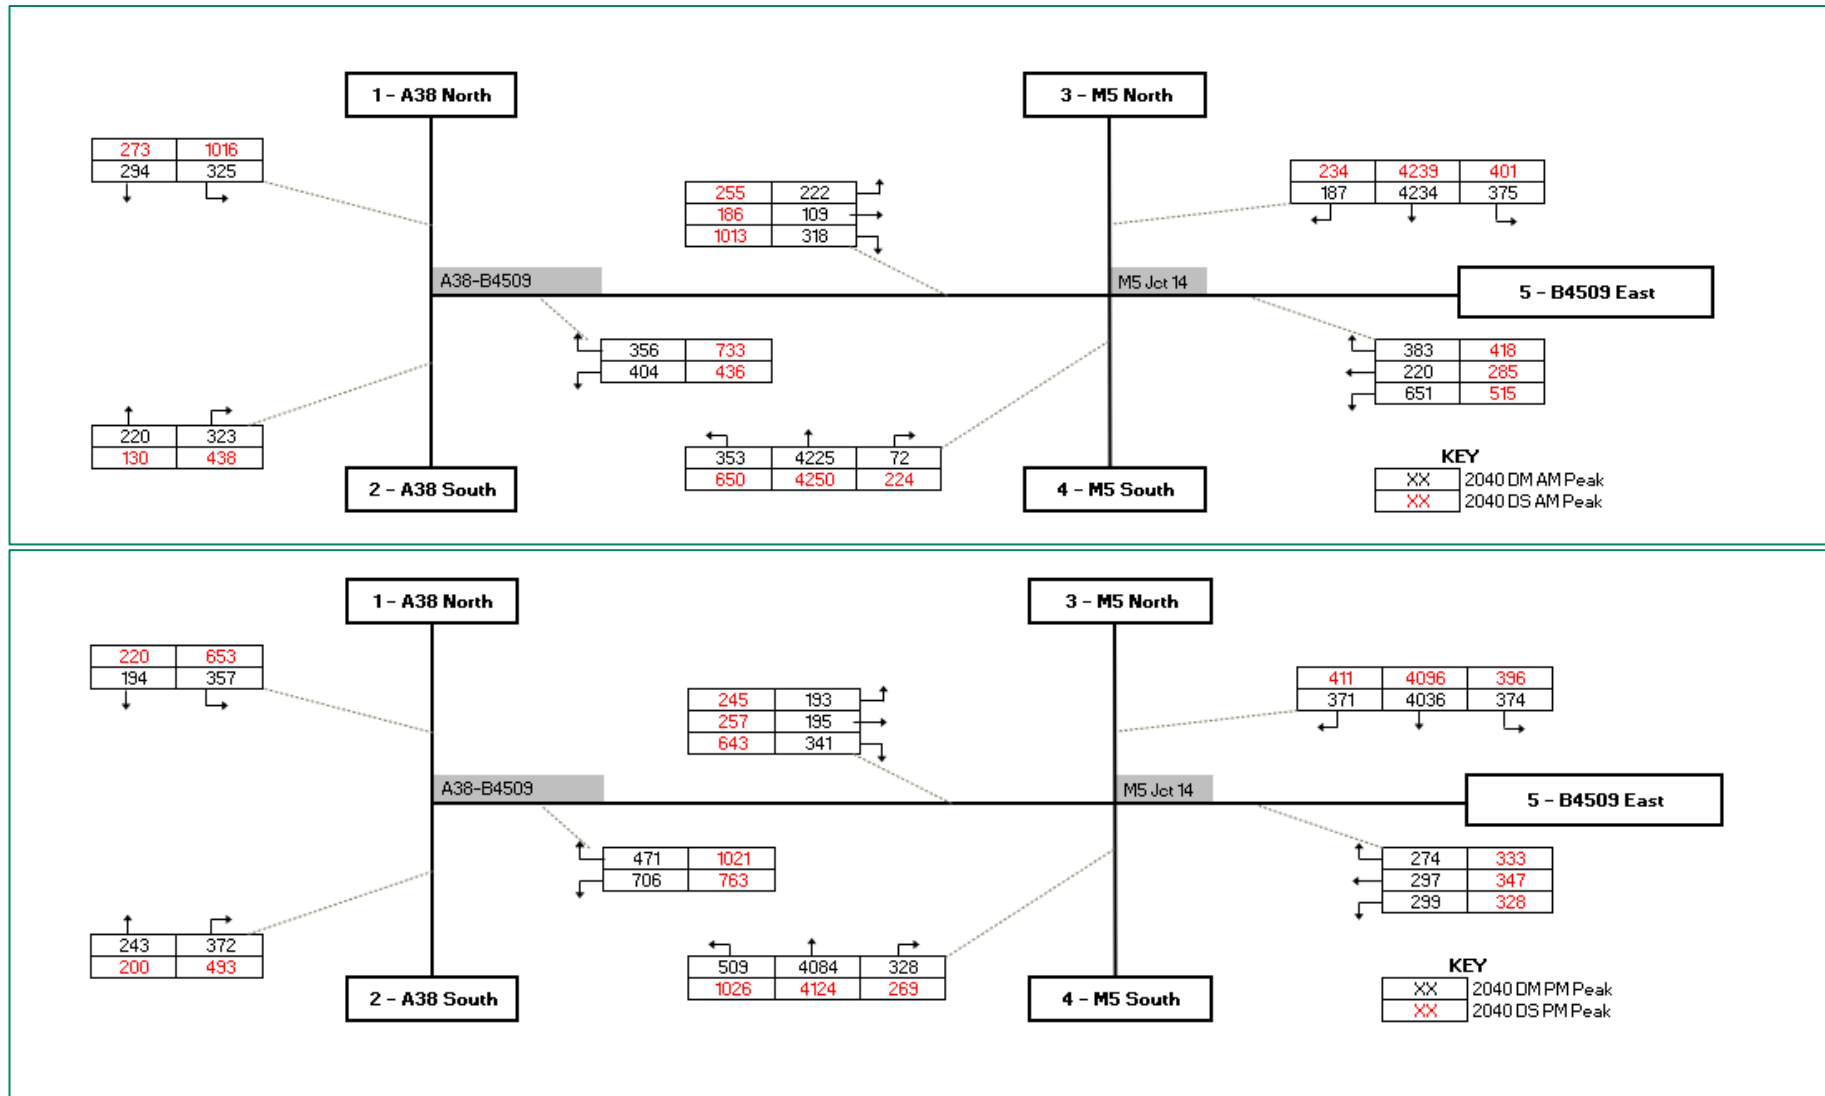 1 - A38 North
3 - M5 North
273 1016
294 325
255 222
186 109
1013 318
234 4239 401
187 4234 375
A38-B4509
M5 Jct 14
5 - B4509 East
356 733
404 436
383 418
220 285
651 515
220 323
130 438
353 4225 72
650 4250 224
2 - A38 South
4 - M5 South
KEY
XX 2040 DM AM Peak
XX 2040 DS AM Peak
1 - A38 North
3 - M5 North
220 653
194 357
245 193
257 195
643 341
411 4096 396
371 4036 374
A38-B4509
M5 Jct 14
5 - B4509 East
471 1021
706 763
274 333
297 347
299 328
243 372
200 493
509 4084 328
1026 4124 269
2 - A38 South
4 - M5 South
KEY
XX 2040 DM PM Peak
XX 2040 DS PM Peak